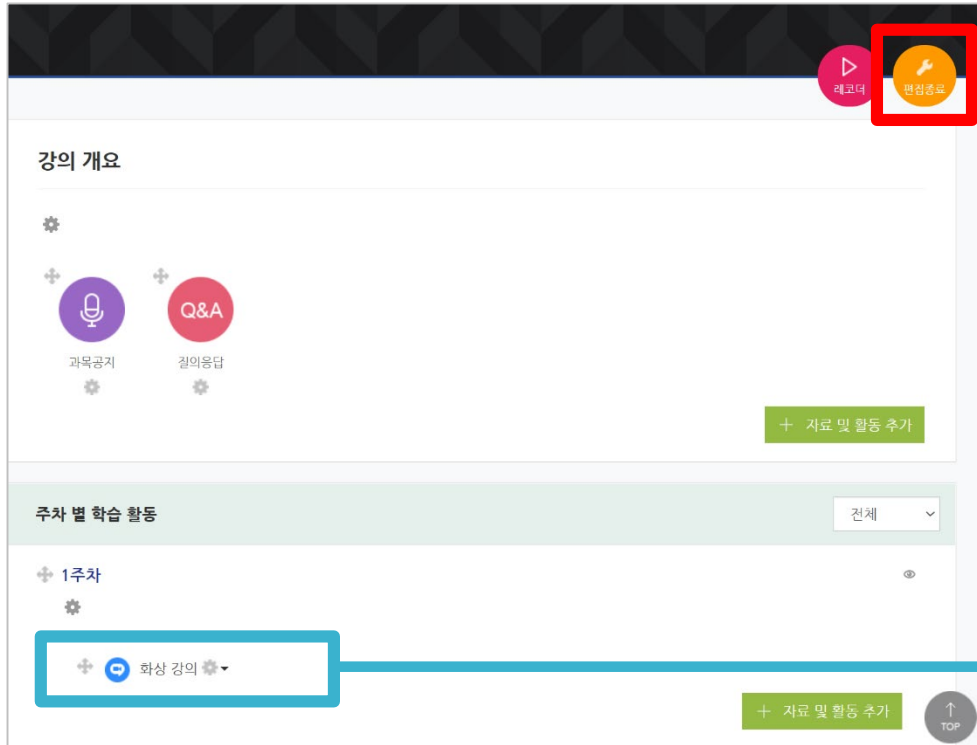 레코더
편집종료
강의 개요
Q&A
과목공지
질의응답
+ 자료 및 활동 추가
주차 별 학습 활동
전체
1주차
화상 강의
+ 자료 및 활동 추가
TOP